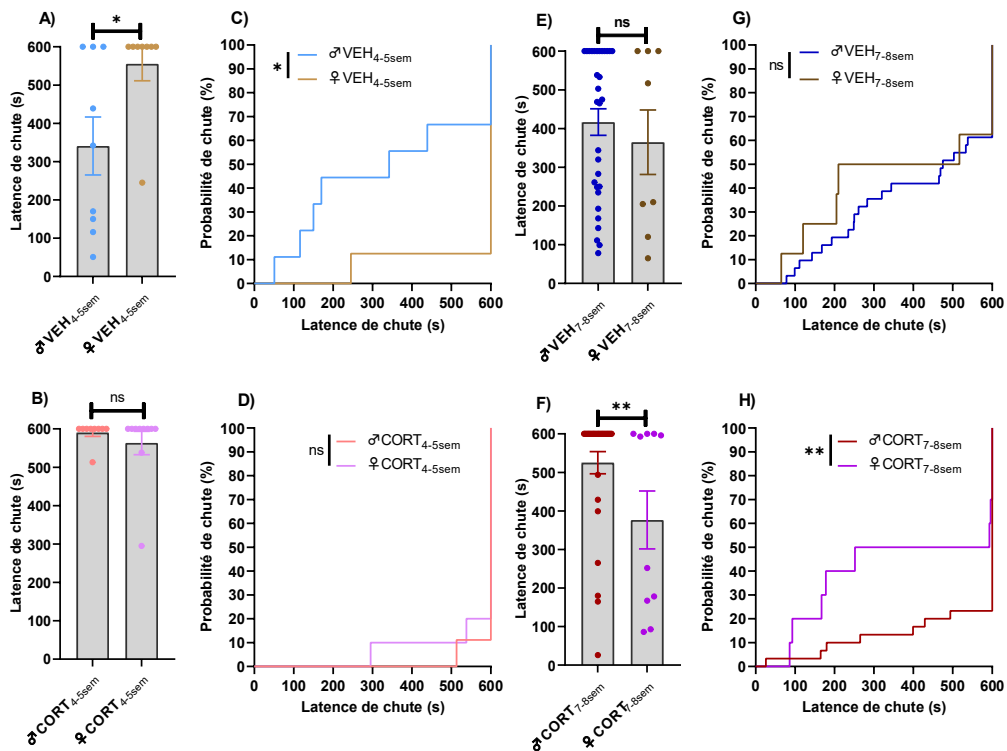 A)
*
Latence de chute (s)
600
500
400
300
200
100
0
♂VEH4-5sem
♀VEH4-5sem
C)
*
♂VEH4-5sem
♀VEH4-5sem
Probabilité de chute (%)
100
90
80
70
60
50
40
30
20
10
0
0 100 200 300 400 500 600
Latence de chute (s)
E)
ns
Latence de chute (s)
600
500
400
300
200
100
0
♂VEH7-8sem
♀VEH7-8sem
G)
ns
♂VEH7-8sem
♀VEH7-8sem
Probabilité de chute (%)
100
90
80
70
60
50
40
30
20
10
0
0 100 200 300 400 500 600
Latence de chute (s)
B)
ns
Latence de chute (s)
600
500
400
300
200
100
0
♂CORT4-5sem
♀CORT4-5sem
D)
ns
♂CORT4-5sem
♀CORT4-5sem
Probabilité de chute (%)
100
90
80
70
60
50
40
30
20
10
0
0 100 200 300 400 500 600
Latence de chute (s)
F)
**
Latence de chute (s)
600
500
400
300
200
100
0
♂CORT7-8sem
♀CORT7-8sem
H)
**
♂CORT7-8sem
♀CORT7-8sem
Probabilité de chute (%)
100
90
80
70
60
50
40
30
20
10
0
0 100 200 300 400 500 600
Latence de chute (s)